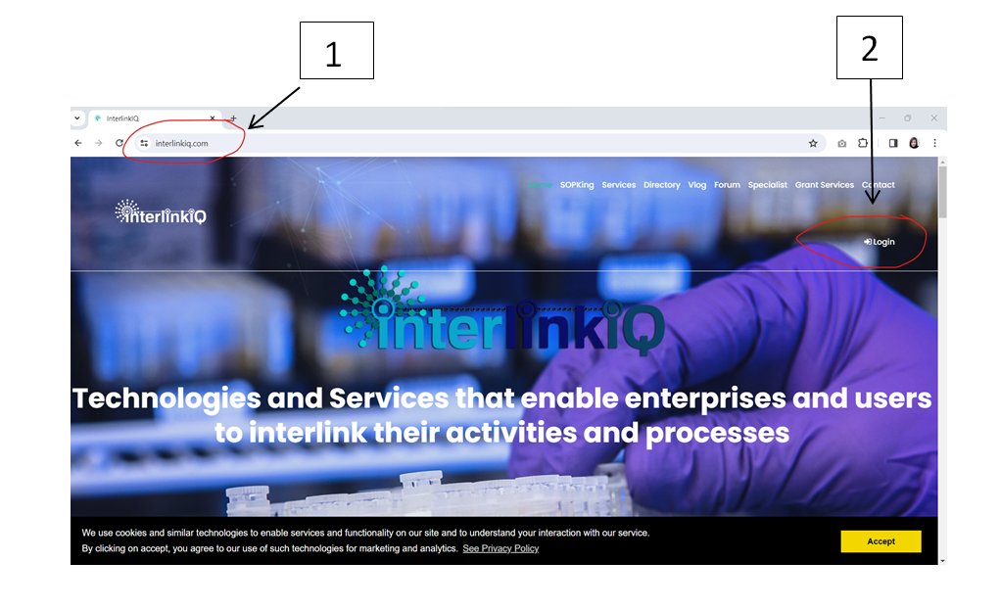 1
2
InterlinkIQ
interlinkiq.com
Home SOPKing Services Directory Vlog Forum Specialist Grant Services Contact
interlinkIQ
Login
interlinkIQ
Technologies and Services that enable enterprises and users
to interlink their activities and processes
We use cookies and similar technologies to enable services and functionality on our site and to understand your interaction with our service.
By clicking on accept, you agree to our use of such technologies for marketing and analytics. See Privacy Policy
Accept